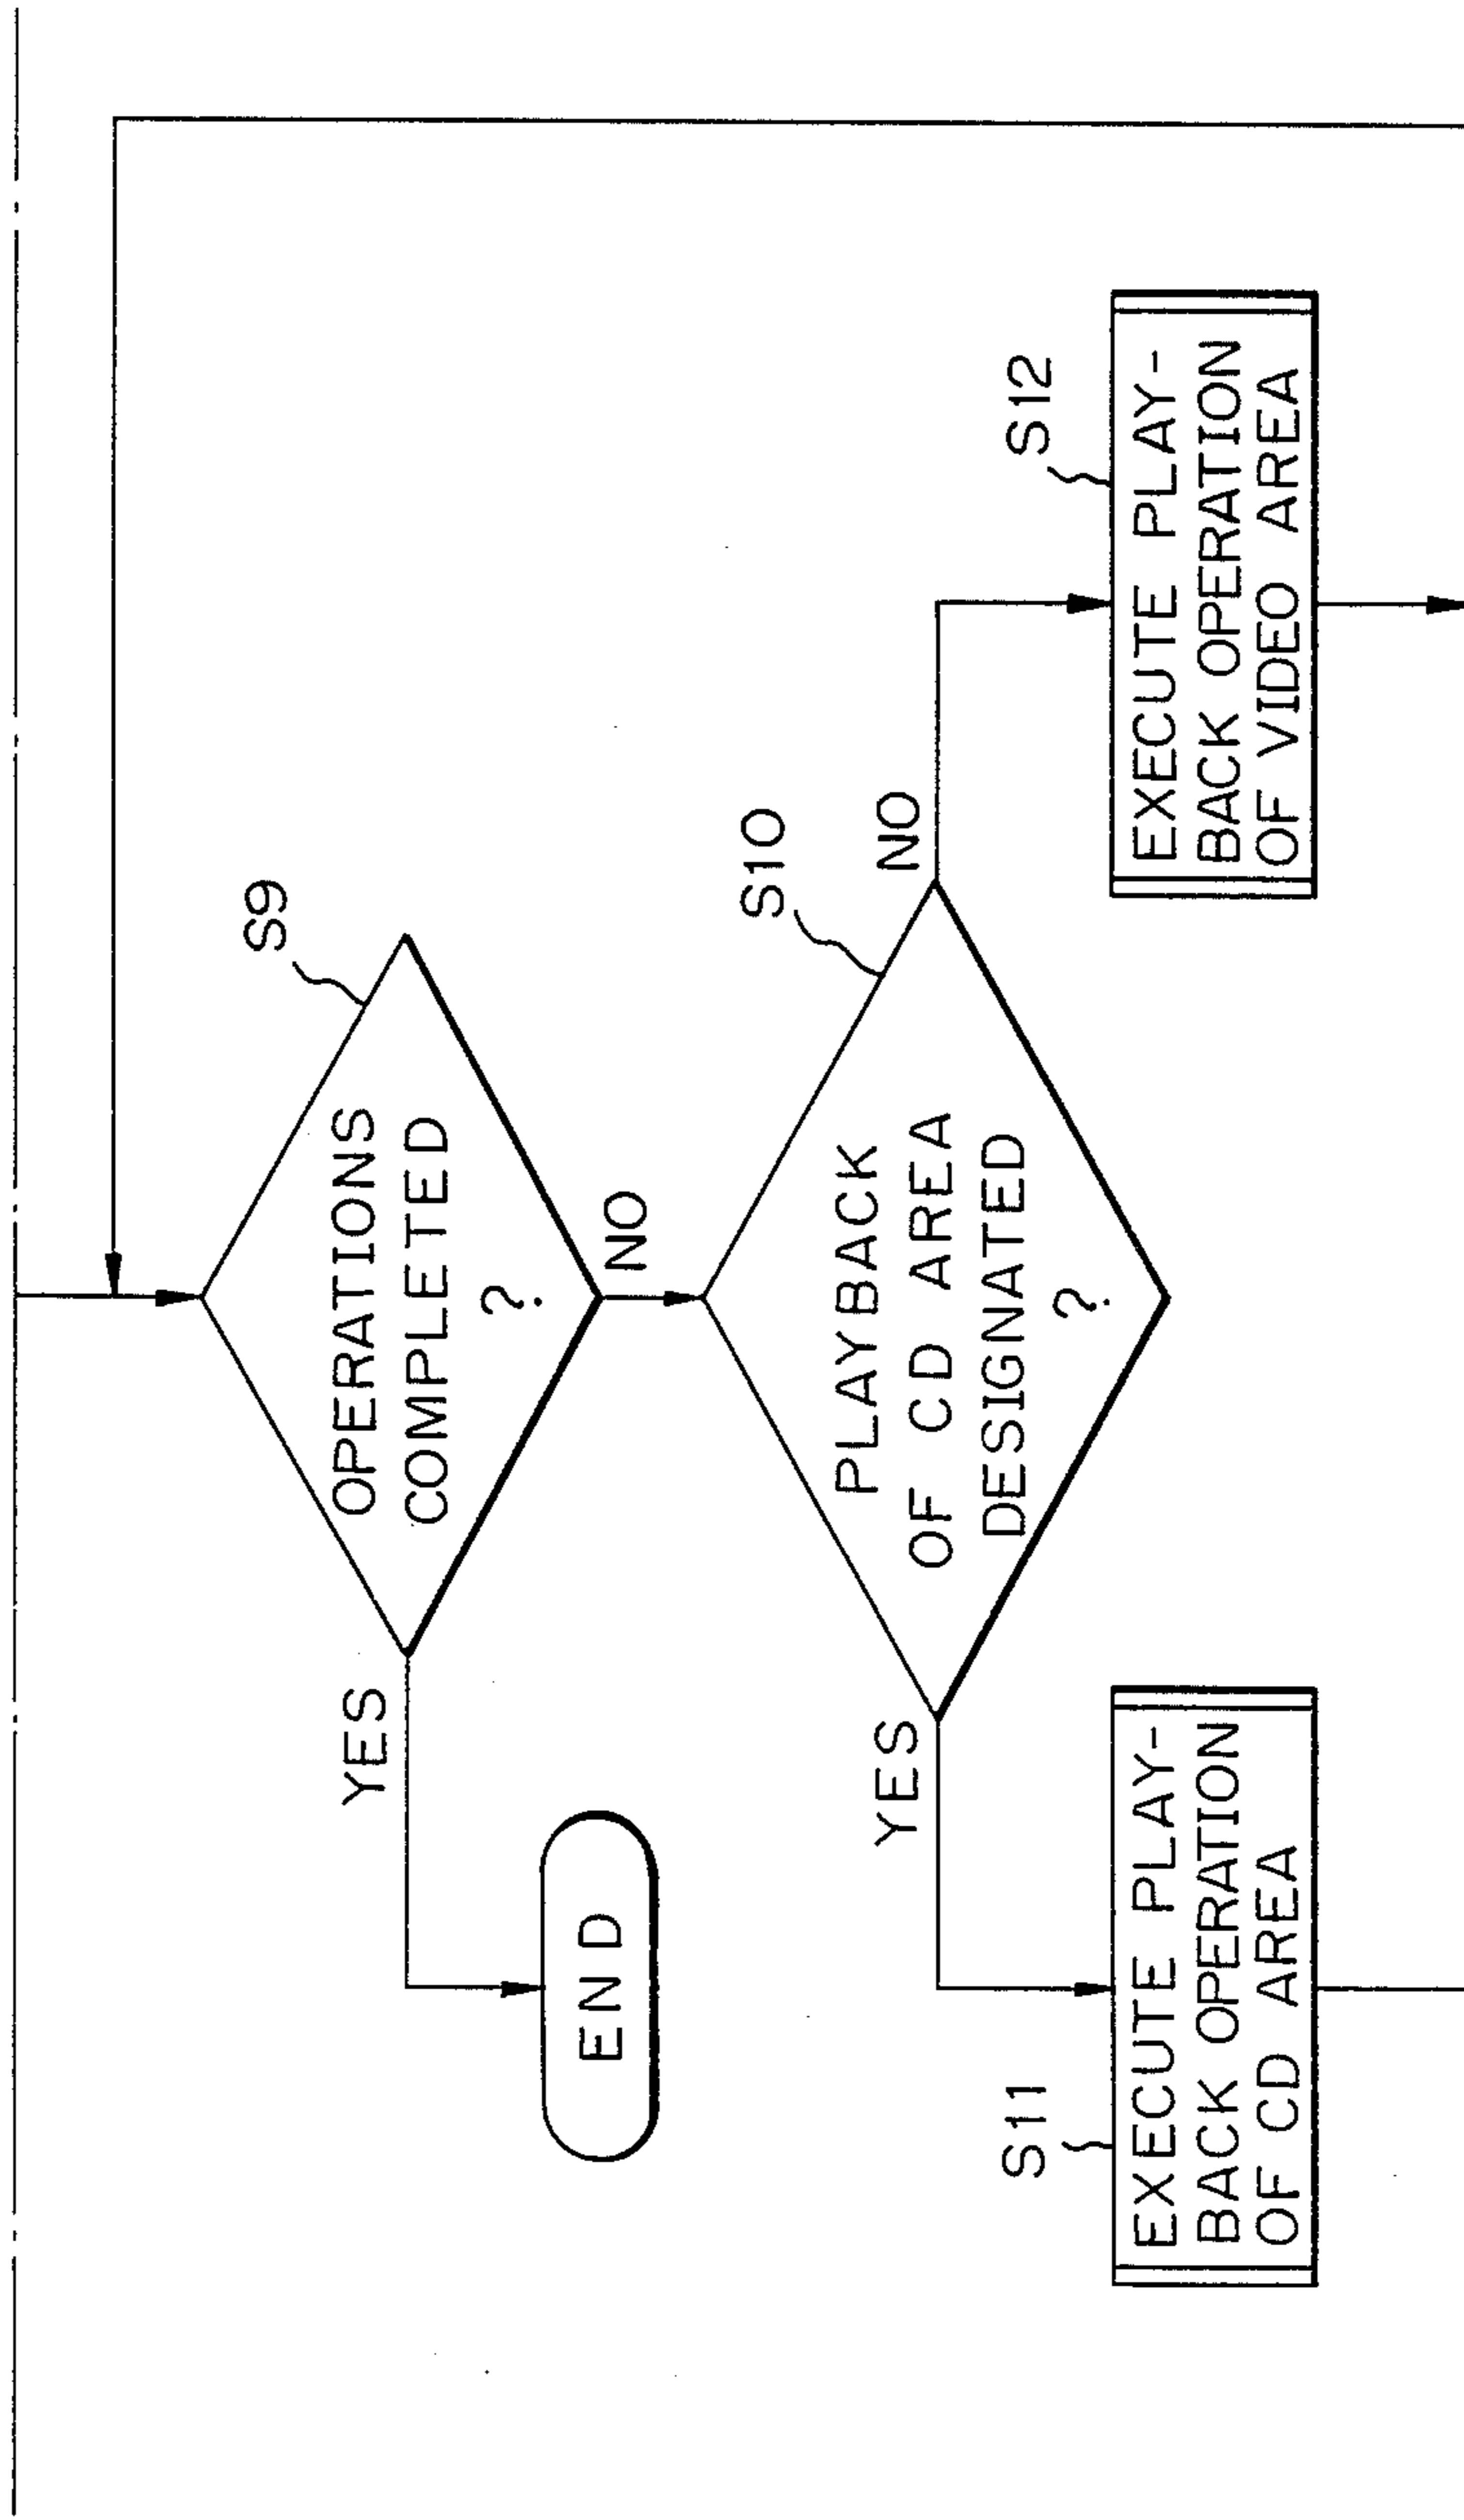 S9
OPERATIONS
COMPLETED
?
YES
NO
END
S10
PLAYBACK
OF CD AREA
DESIGNATED
?
YES
NO
S11
EXECUTE PLAY-
BACK OPERATION
OF CD AREA
S12
EXECUTE PLAY-
BACK OPERATION
OF VIDEO AREA